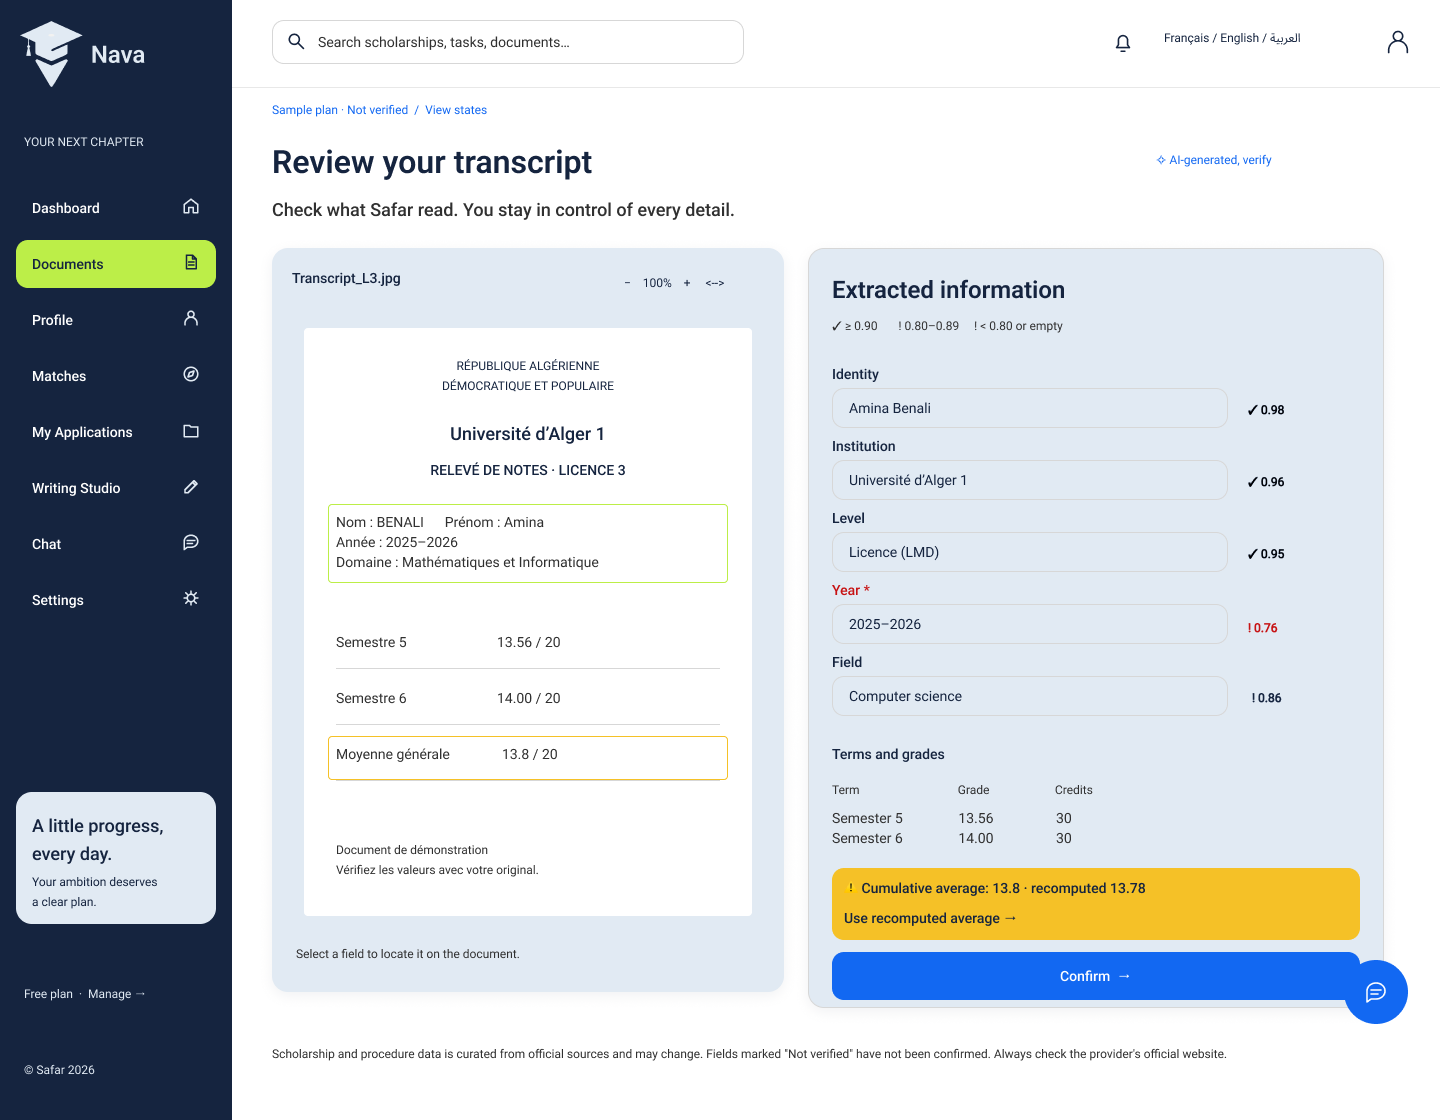 Nava
YOUR NEXT CHAPTER
Dashboard
Documents
Profile
Matches
My Applications
Writing Studio
Chat
Settings
A little progress,
every day.
Your ambition deserves
a clear plan.
Free plan · Manage →
© Safar 2026
Search scholarships, tasks, documents...
Français / English / العربية
Sample plan · Not verified / View states
Review your transcript
✧ AI-generated, verify
Check what Safar read. You stay in control of every detail.
Transcript_L3.jpg
− 100% + <-->
RÉPUBLIQUE ALGÉRIENNE
DÉMOCRATIQUE ET POPULAIRE
Université d’Alger 1
RELEVÉ DE NOTES · LICENCE 3
Nom : BENALI Prénom : Amina
Année : 2025–2026
Domaine : Mathématiques et Informatique
Semestre 5 13.56 / 20
Semestre 6 14.00 / 20
Moyenne générale 13.8 / 20
Document de démonstration
Vérifiez les valeurs avec votre original.
Select a field to locate it on the document.
Extracted information
✓ ≥ 0.90 ! 0.80–0.89 ! < 0.80 or empty
Identity
Amina Benali ✓ 0.98
Institution
Université d’Alger 1 ✓ 0.96
Level
Licence (LMD) ✓ 0.95
Year *
2025–2026 ! 0.76
Field
Computer science ! 0.86
Terms and grades
Term Grade Credits
Semester 5 13.56 30
Semester 6 14.00 30
! Cumulative average: 13.8 · recomputed 13.78
Use recomputed average →
Confirm →
Scholarship and procedure data is curated from official sources and may change. Fields marked "Not verified" have not been confirmed. Always check the provider's official website.